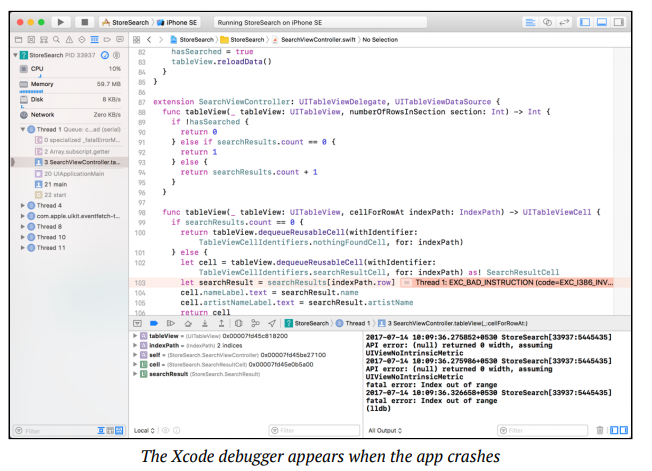 StoreSearch
iPhone SE
Running StoreSearch on iPhone SE
StoreSearch
StoreSearch
SearchViewController.swift
No Selection
StoreSearch PID 33937
CPU 10%
Memory 59.7 MB
Disk 8 KB/s
Network Zero KB/s
Thread 1 Queue: c...ad (serial)
0 specialized _fatalErrorM...
2 Array.subscript.getter
3 SearchViewController.ta...
20 UIApplicationMain
21 main
22 start
Thread 4
com.apple.uikit.eventfetch-t...
Thread 8
Thread 10
Thread 11
Filter
82 hasSearched = true
83 tableView.reloadData()
84 }
85 }
86
87 extension SearchViewController: UITableViewDelegate, UITableViewDataSource {
88 func tableView(_ tableView: UITableView, numberOfRowsInSection section: Int) -> Int {
89 if !hasSearched {
90 return 0
91 } else if searchResults.count == 0 {
92 return 1
93 } else {
94 return searchResults.count + 1
95 }
96 }
97
98 func tableView(_ tableView: UITableView, cellForRowAt indexPath: IndexPath) -> UITableViewCell {
99 if searchResults.count == 0 {
100 return tableView.dequeueReusableCell(withIdentifier:
TableViewCellIdentifiers.nothingFoundCell, for: indexPath)
101 } else {
102 let cell = tableView.dequeueReusableCell(withIdentifier:
TableViewCellIdentifiers.searchResultCell, for: indexPath) as! SearchResultCell
103 let searchResult = searchResults[indexPath.row] = Thread 1: EXC_BAD_INSTRUCTION (code=EXC_I386_INV...
104 cell.nameLabel.text = searchResult.name
105 cell.artistNameLabel.text = searchResult.artistName
106 return cell
StoreSearch
Thread 1
3 SearchViewController.tableView(_:cellForRowAt:)
tableView = (UITableView) 0x00007fd45c818200
indexPath = (IndexPath) 2 indices
self = (StoreSearch.SearchViewController) 0x00007fd45be27100
cell = (StoreSearch.SearchResultCell) 0x00007fd45e0b5a00
searchResult = (StoreSearch.SearchResult)
Local
Filter
2017-07-14 10:09:36.275852+0530 StoreSearch[33937:5445435]
API error: (null) returned 0 width, assuming
UIViewNoIntrinsicMetric
2017-07-14 10:09:36.275986+0530 StoreSearch[33937:5445435]
API error: (null) returned 0 width, assuming
UIViewNoIntrinsicMetric
fatal error: Index out of range
2017-07-14 10:09:36.326658+0530 StoreSearch[33937:5445435]
fatal error: Index out of range
(lldb)
All Output
Filter
The Xcode debugger appears when the app crashes